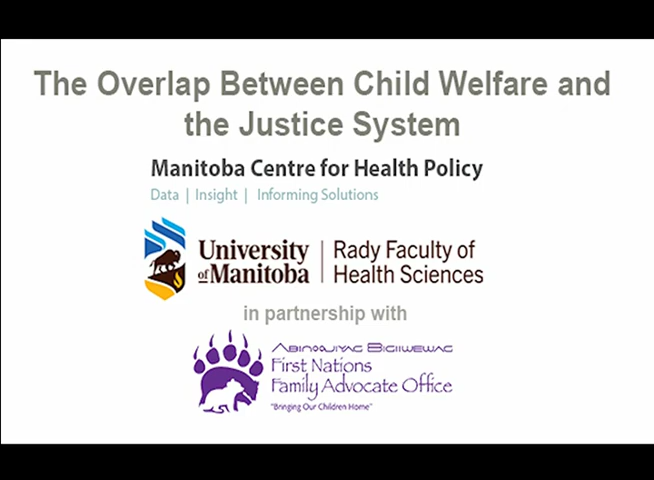 The Overlap Between Child Welfare and
the Justice System
Manitoba Centre for Health Policy
Data | Insight | Informing Solutions
University
of Manitoba
Rady Faculty of
Health Sciences
in partnership with
Abinoojiyag Bigiiwewag
First Nations
Family Advocate Office
"Bringing Our Children Home"